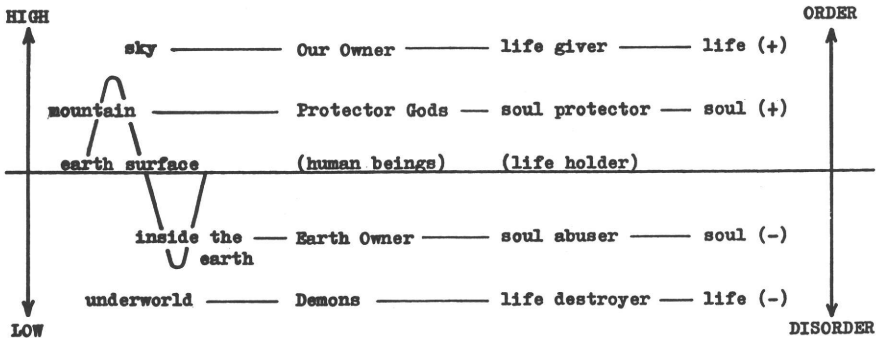 HIGH ORDER
sky Our Owner life giver life (+)
mountain Protector Gods soul protector soul (+)
earth surface (human beings) (life holder)
inside the Earth Owner soul abuser soul (-)
earth
underworld Demons life destroyer life (-)
LOW DISORDER